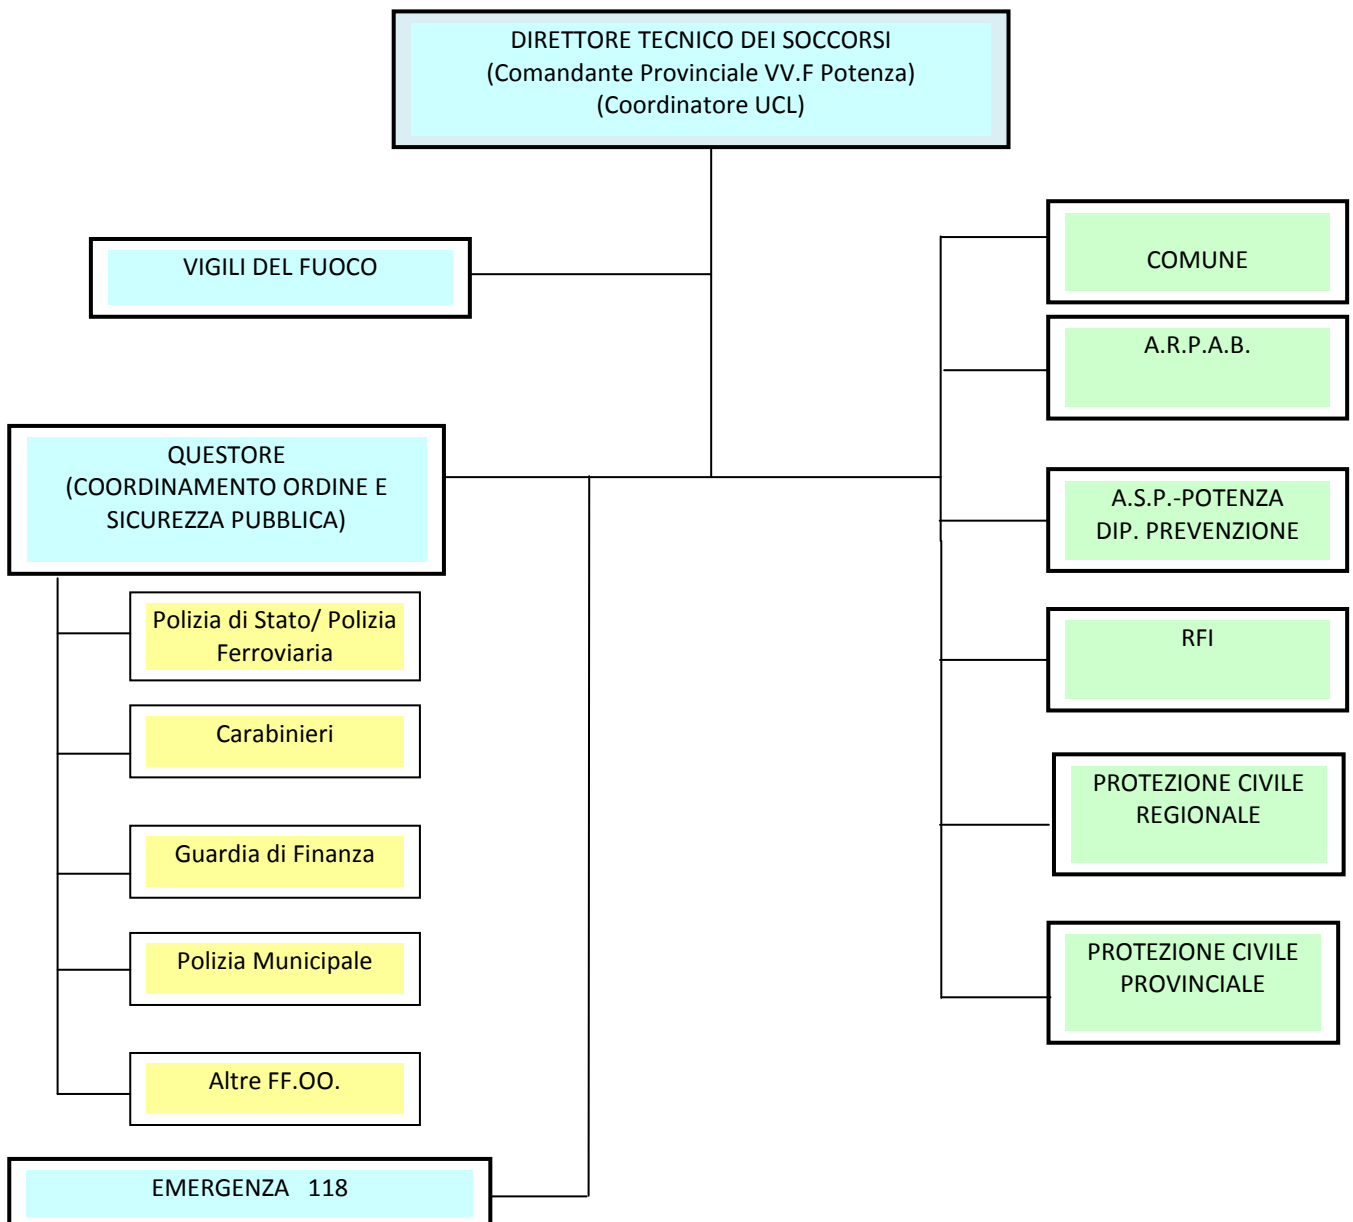 DIRETTORE TECNICO DEI SOCCORSI
(Comandante Provinciale VV.F Potenza)
(Coordinatore UCL)
VIGILI DEL FUOCO
QUESTORE
(COORDINAMENTO ORDINE E
SICUREZZA PUBBLICA)
Polizia di Stato/ Polizia
Ferroviaria
Carabinieri
Guardia di Finanza
Polizia Municipale
Altre FF.OO.
EMERGENZA 118
COMUNE
A.R.P.A.B.
A.S.P.-POTENZA
DIP. PREVENZIONE
RFI
PROTEZIONE CIVILE
REGIONALE
PROTEZIONE CIVILE
PROVINCIALE